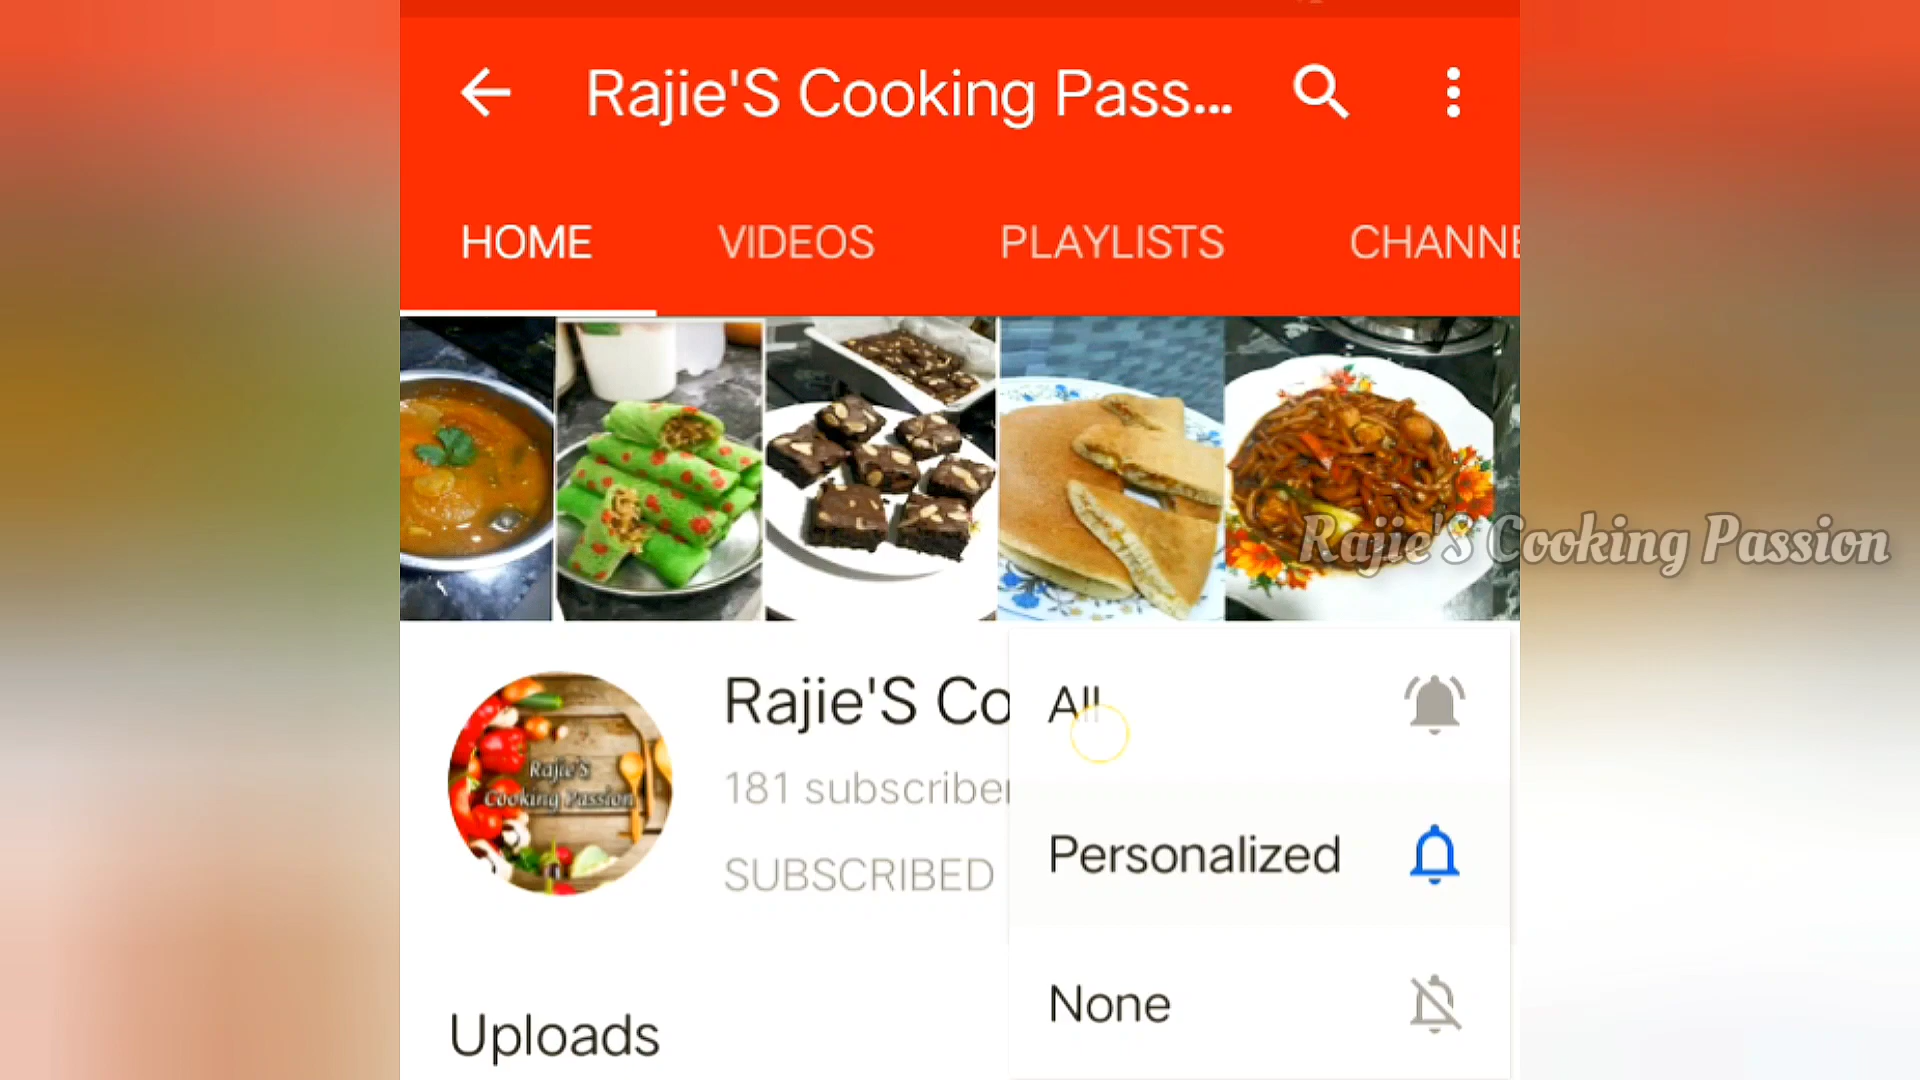 Rajie'S Cooking Pass...
HOME VIDEOS PLAYLISTS CHANNE
Rajie'S Cooking Passion
Rajie'S Co
181 subscriber
SUBSCRIBED
Rajie'S
Cooking Passion
All
Personalized
None
Uploads